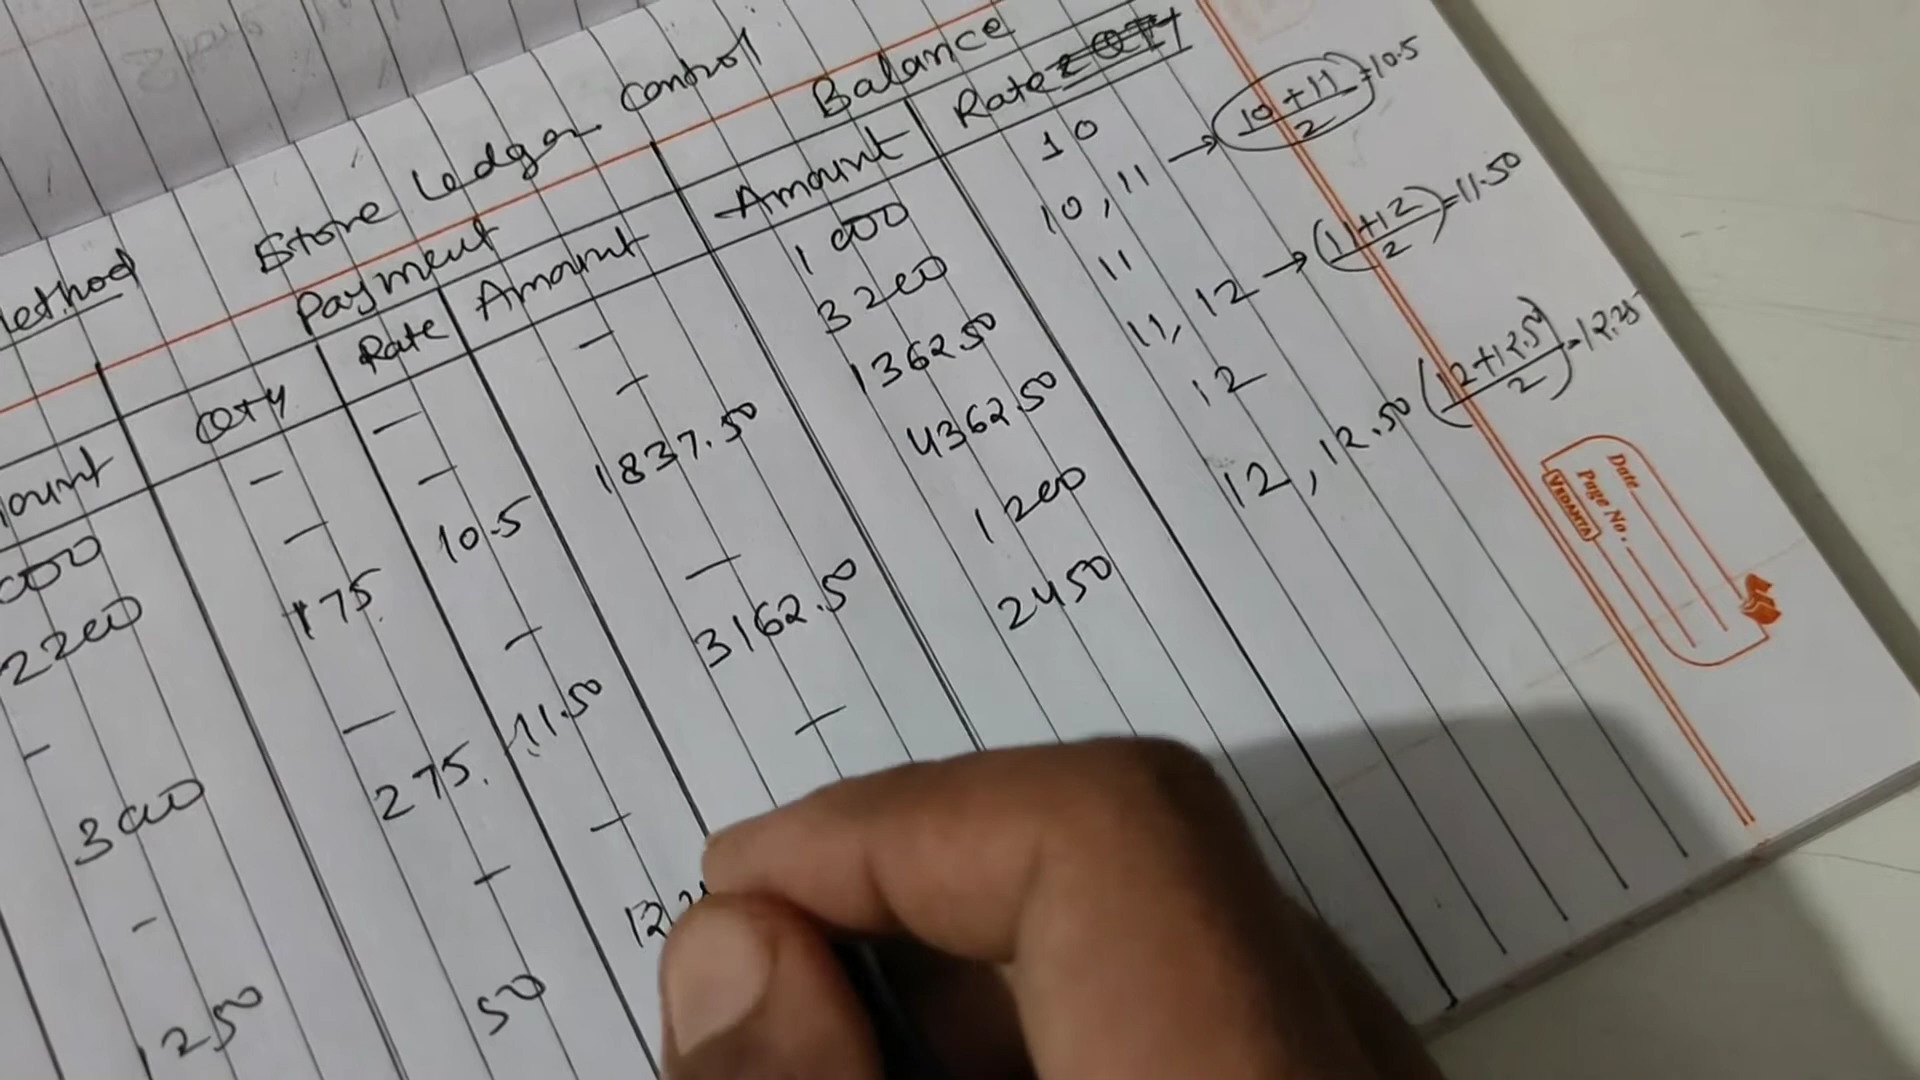 Store Ledger control
Payment Balance
Qty Rate Amount Amount Rate
- - - 1000 10 → 10+11/2 = 10.5
2200 - - - 3200 10, 11
- 175 10.5 1837.50 1362.50 11
3000 - - - 4362.50 11, 12 → (11+12)/2 = 11.50
- 275 11.50 3162.50 1200 12
1250 - - - 2450 12, 12.50 (12+12.50)/2 = 12.25
50
Date
Page No.
VEDANTA